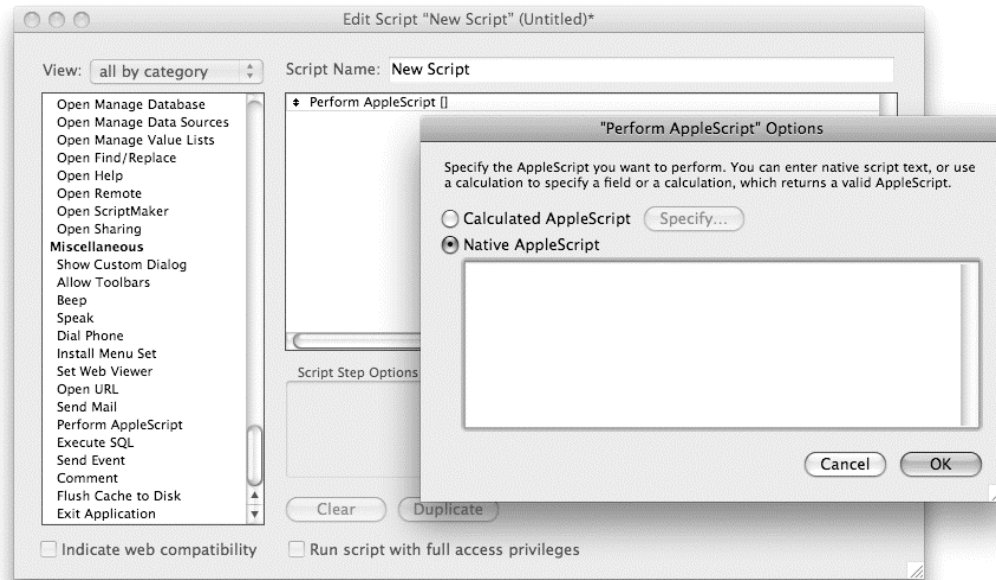 Edit Script “New Script” (Untitled)*
View: all by category
Script Name: New Script
Open Manage Database
Open Manage Data Sources
Open Manage Value Lists
Open Find/Replace
Open Help
Open Remote
Open ScriptMaker
Open Sharing
Miscellaneous
Show Custom Dialog
Allow Toolbars
Beep
Speak
Dial Phone
Install Menu Set
Set Web Viewer
Open URL
Send Mail
Perform AppleScript
Execute SQL
Send Event
Comment
Flush Cache to Disk
Exit Application
Indicate web compatibility
Perform AppleScript []
Script Step Options
Clear
Duplicate
Run script with full access privileges
"Perform AppleScript" Options
Specify the AppleScript you want to perform. You can enter native script text, or use
a calculation to specify a field or a calculation, which returns a valid AppleScript.
Calculated AppleScript
Specify...
Native AppleScript
Cancel
OK